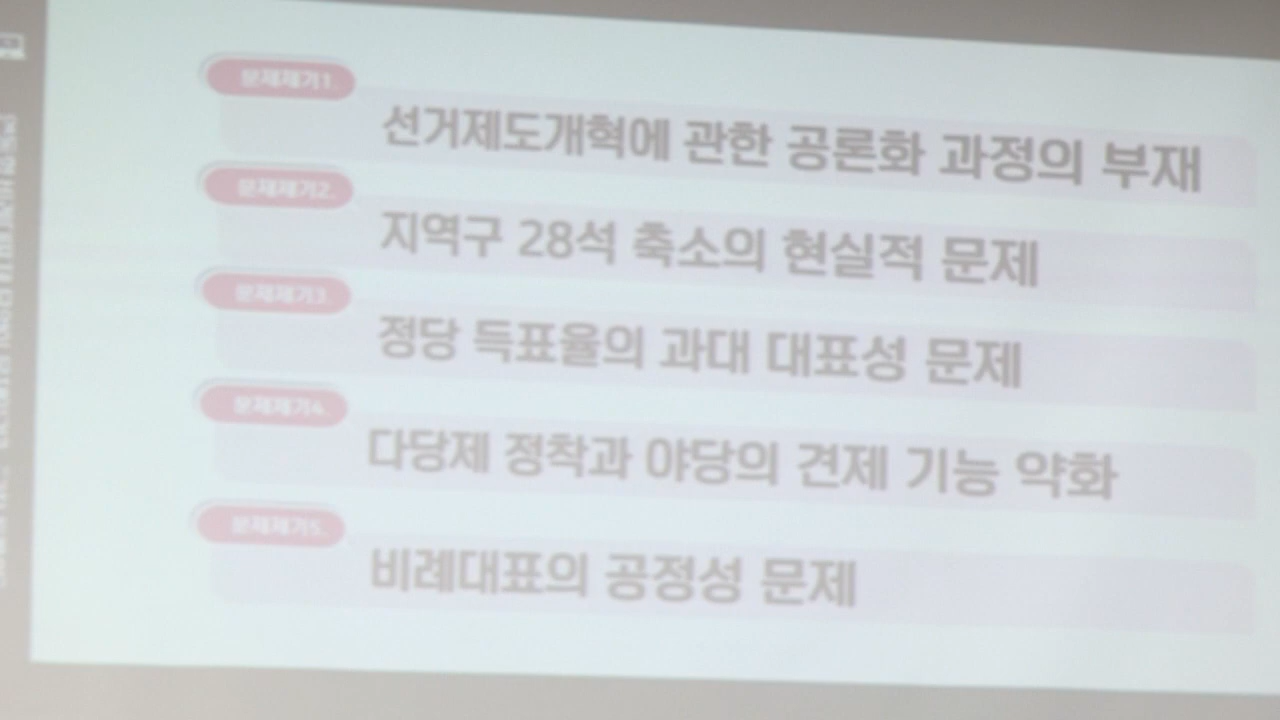 문제제기1.
선거제도개혁에 관한 공론화 과정의 부재
문제제기2.
지역구 28석 축소의 현실적 문제
문제제기3.
정당 득표율의 과대 대표성 문제
문제제기4.
다당제 정착과 야당의 견제 기능 약화
문제제기5.
비례대표의 공정성 문제